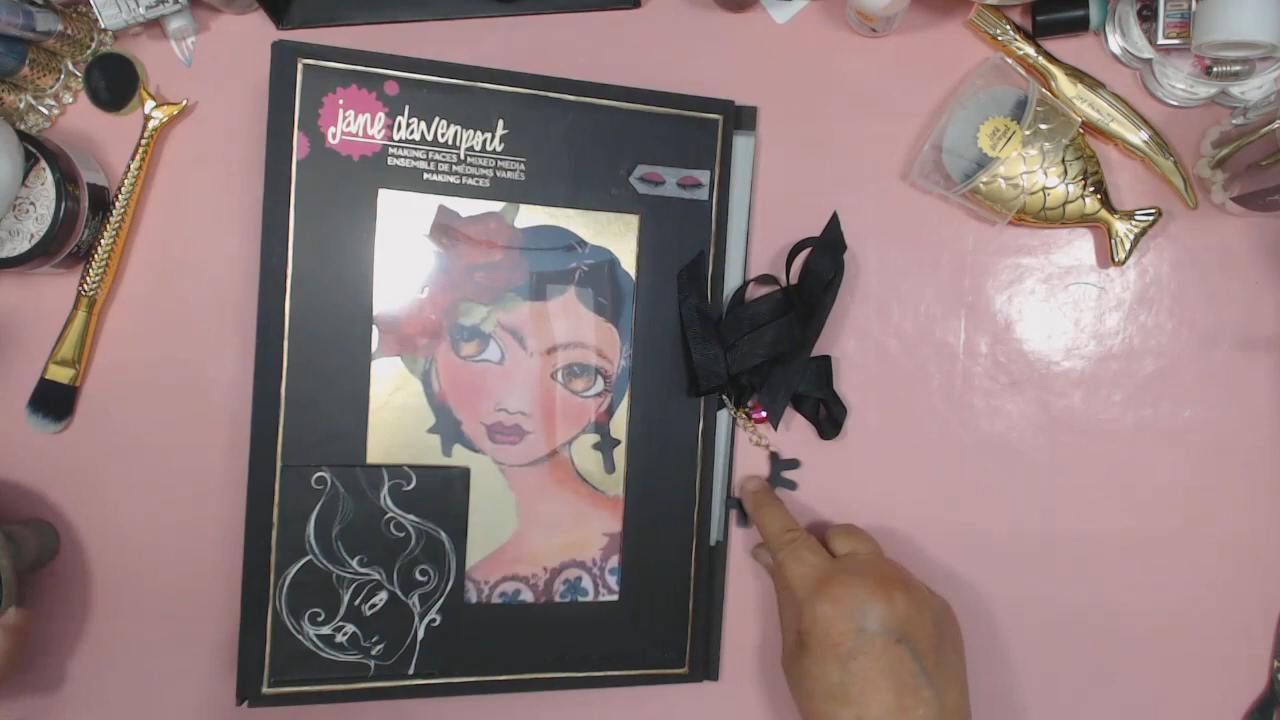 jane davenport
MAKING FACES | MIXED MEDIA
ENSEMBLE DE MÉDIUMS VARIÉS
MAKING FACES